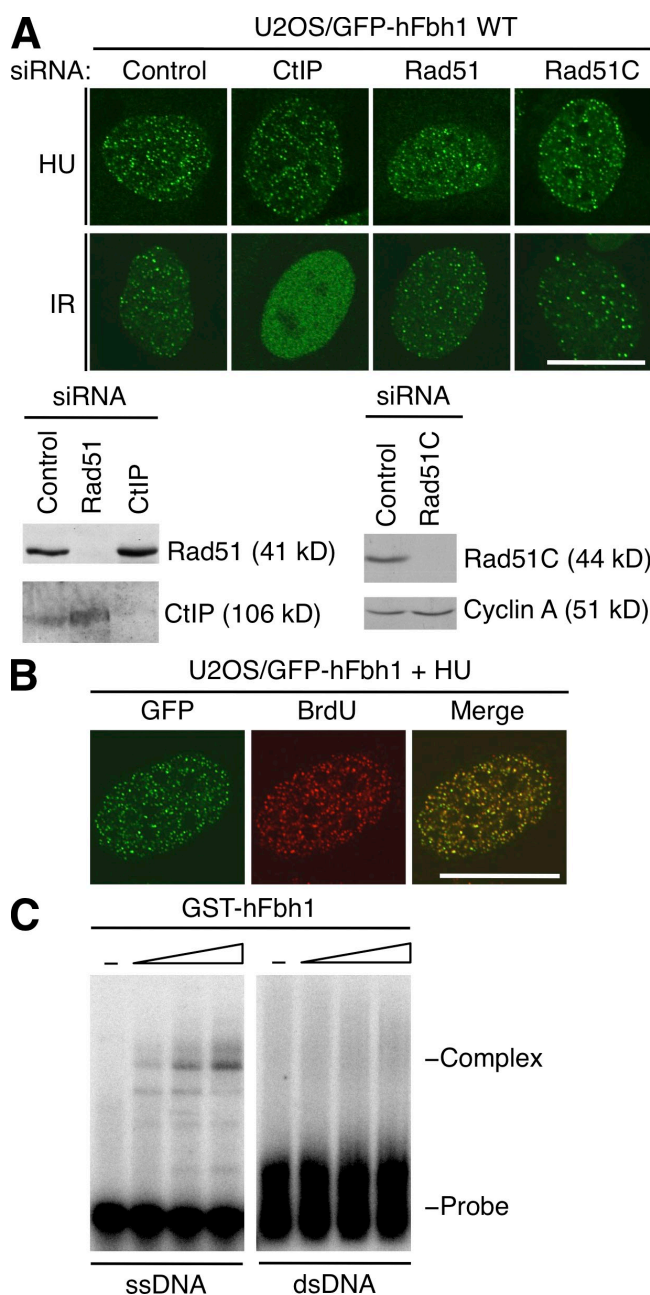 A
U2OS/GFP-hFbh1 WT
siRNA: Control CtIP Rad51 Rad51C
HU
IR
siRNA
Control Rad51 CtIP
Rad51 (41 kD)
CtIP (106 kD)
siRNA
Control Rad51C
Rad51C (44 kD)
Cyclin A (51 kD)
B
U2OS/GFP-hFbh1 + HU
GFP BrdU Merge
C
GST-hFbh1
– –
–Complex
–Probe
ssDNA dsDNA